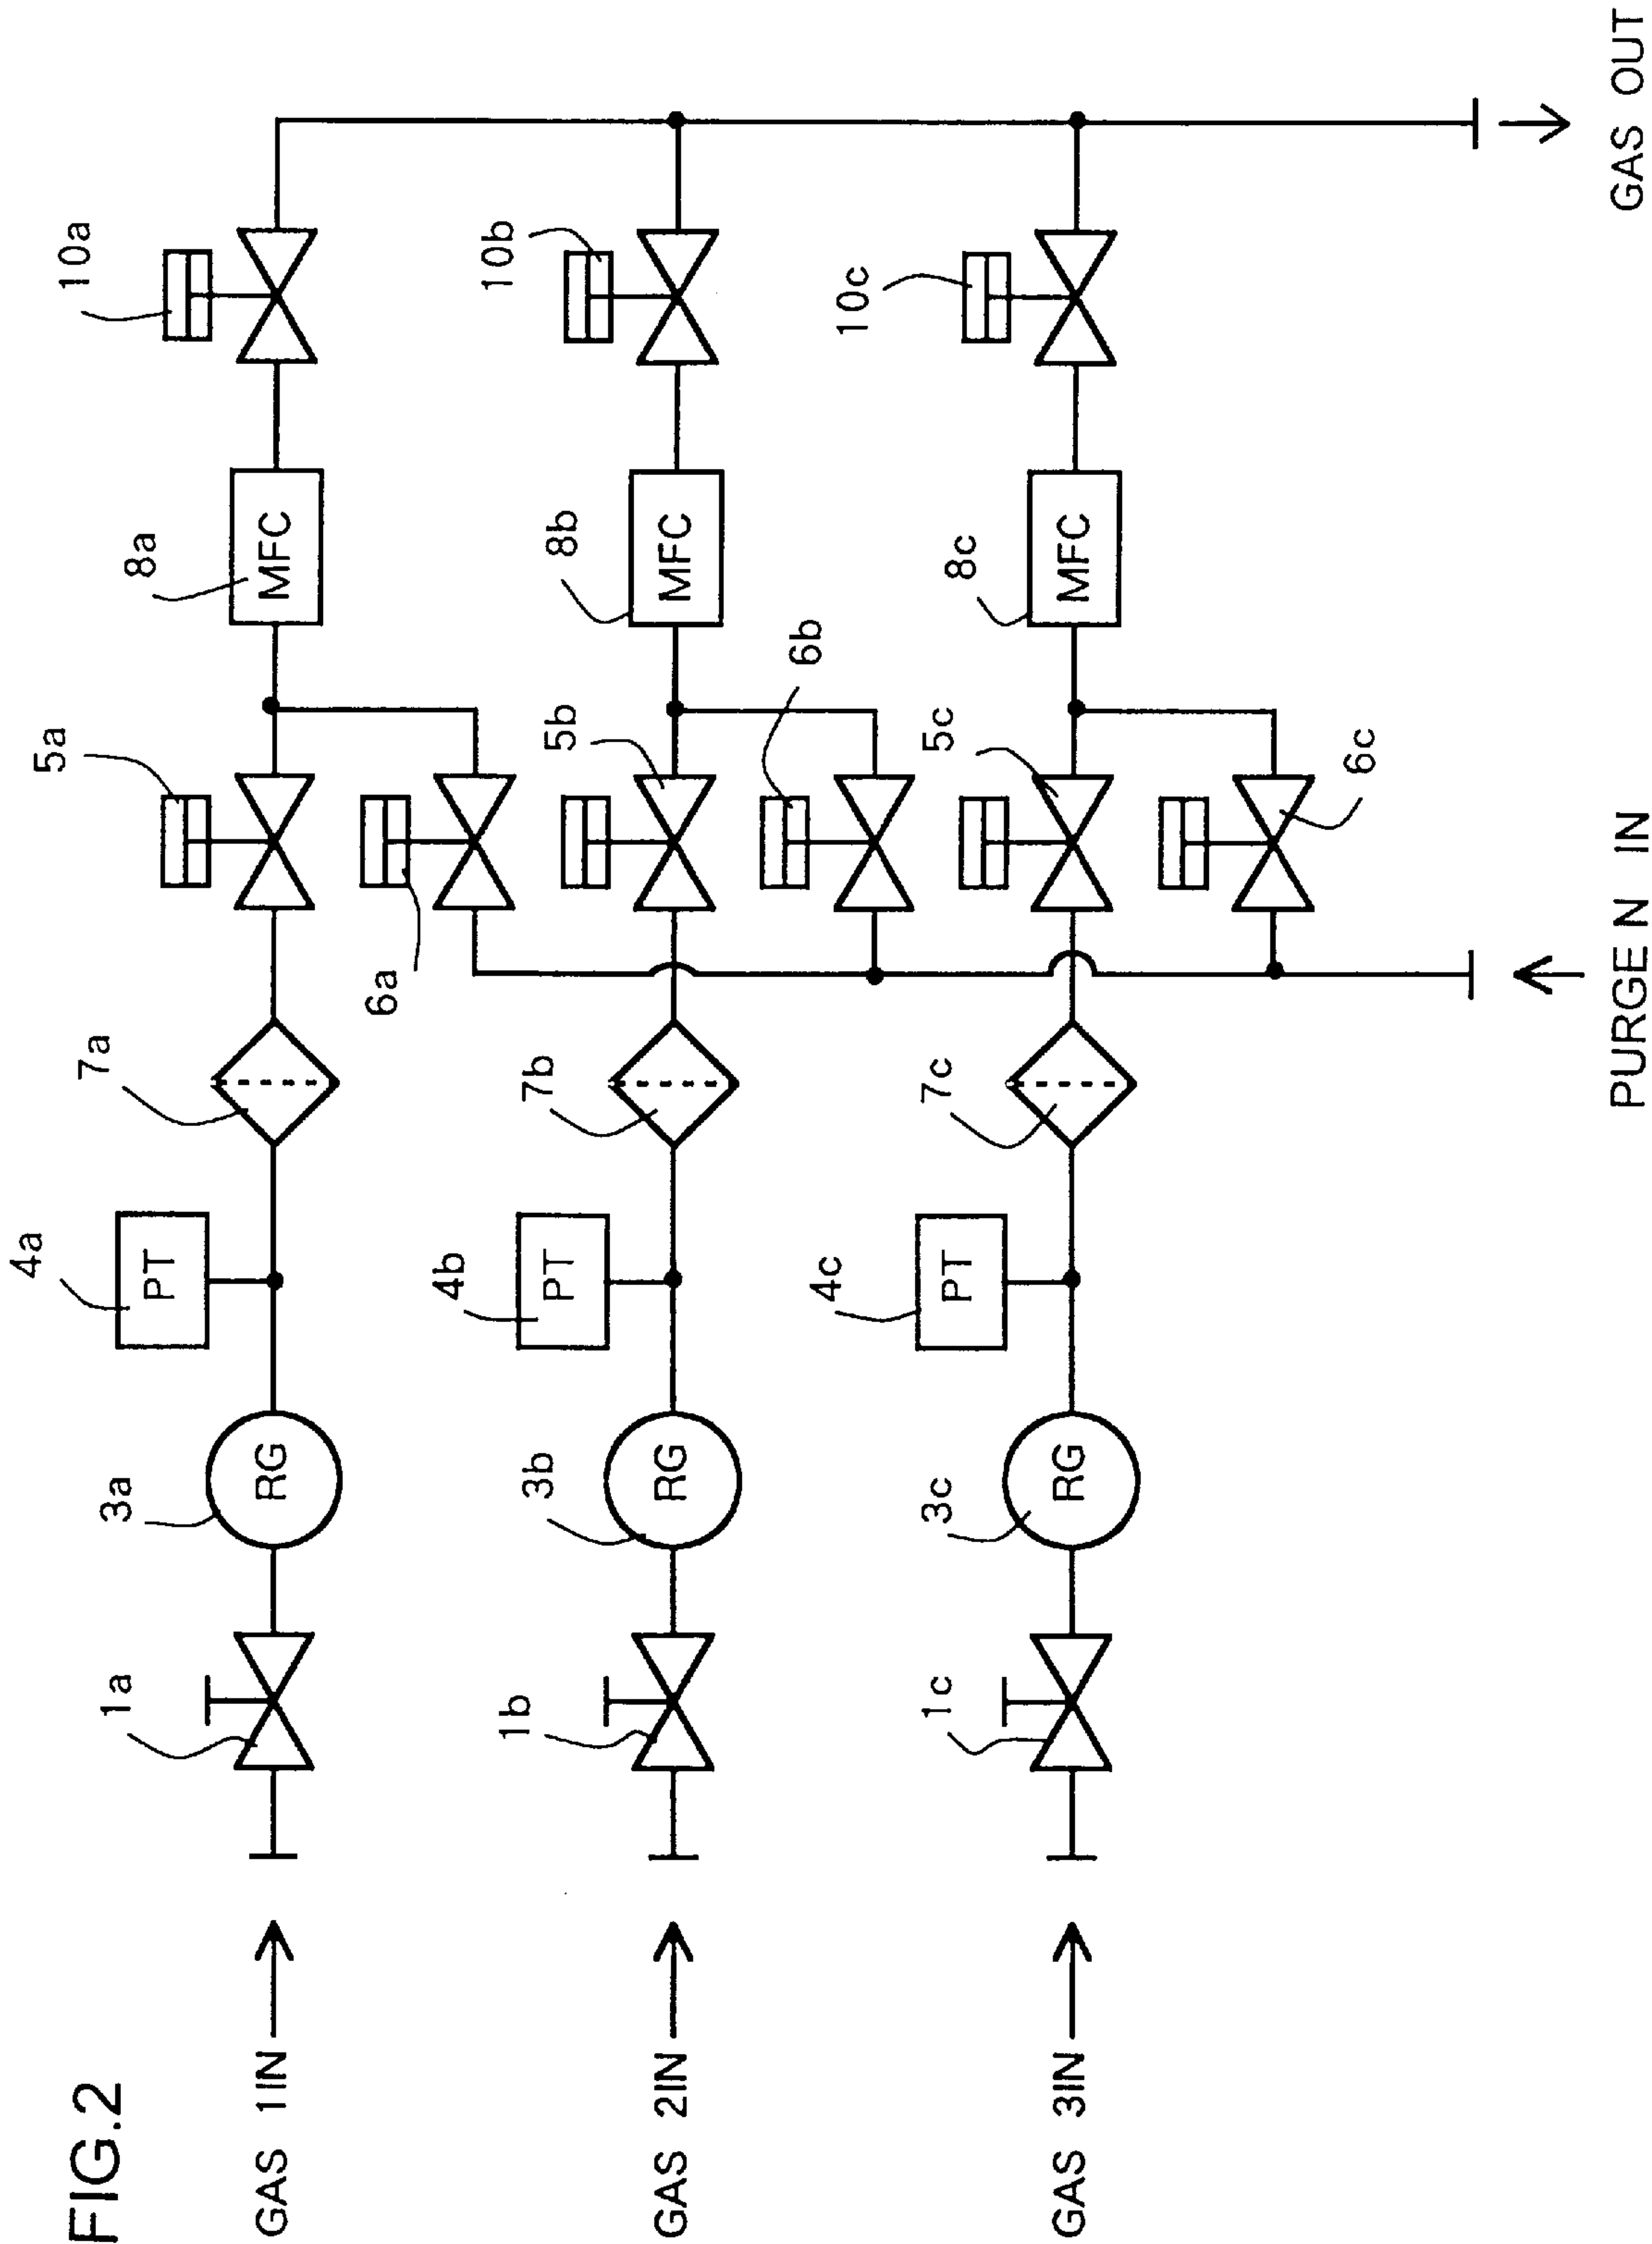 FIG.2
10a
5a
8a
4a
7a
3a
PT
MFC
1a
RG
6a
GAS 1IN
10b
5b
8b
4b
7b
3b
PT
MFC
1b
RG
6b
GAS 2IN
10c
5c
8c
4c
7c
3c
PT
MFC
1c
RG
6c
GAS 3IN
PURGE N IN
GAS OUT